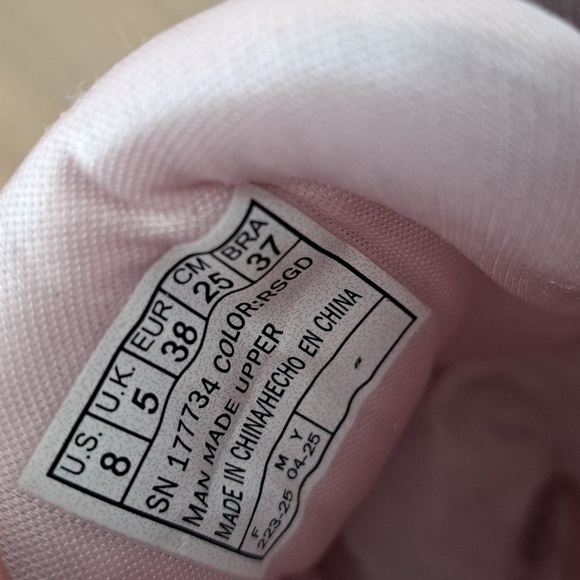 U.S. U.K. EUR CM BRA
8 5 38 25 37
SN 177734 COLOR:RSGD
MAN MADE UPPER
MADE IN CHINA/HECHO EN CHINA
F M Y
223-25 04-25